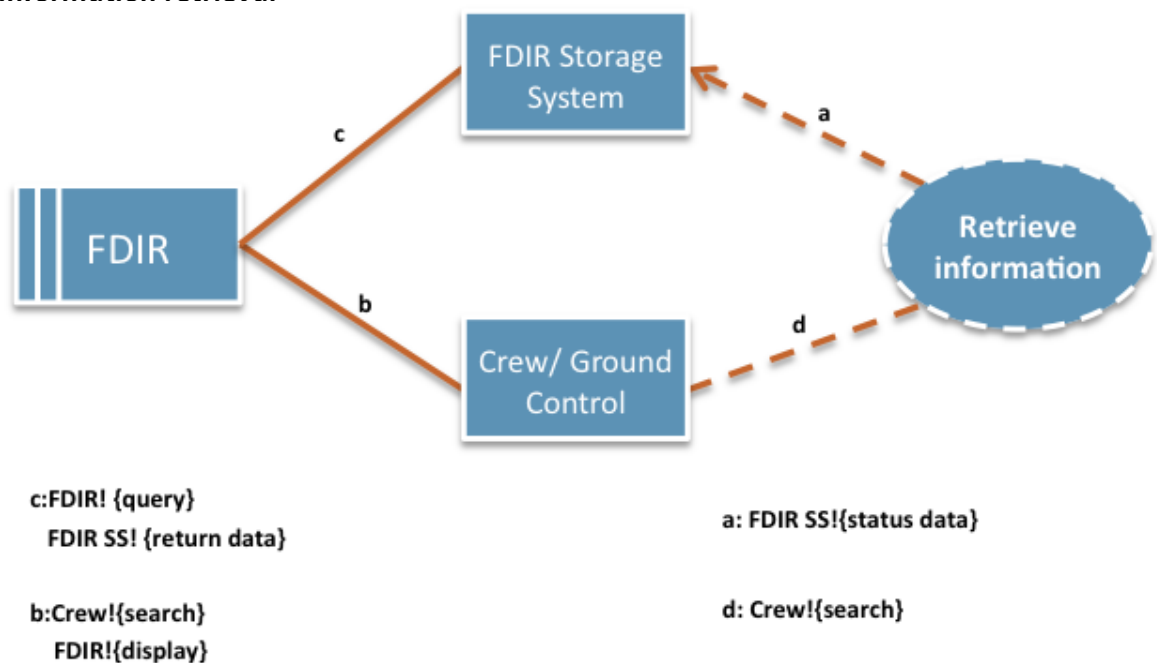 FDIR Storage
System
c
a
FDIR
Retrieve
information
b
d
Crew/ Ground
Control
c:FDIR! {query}
FDIR SS! {return data}
a: FDIR SS!{status data}
b:Crew!{search}
FDIR!{display}
d: Crew!{search}